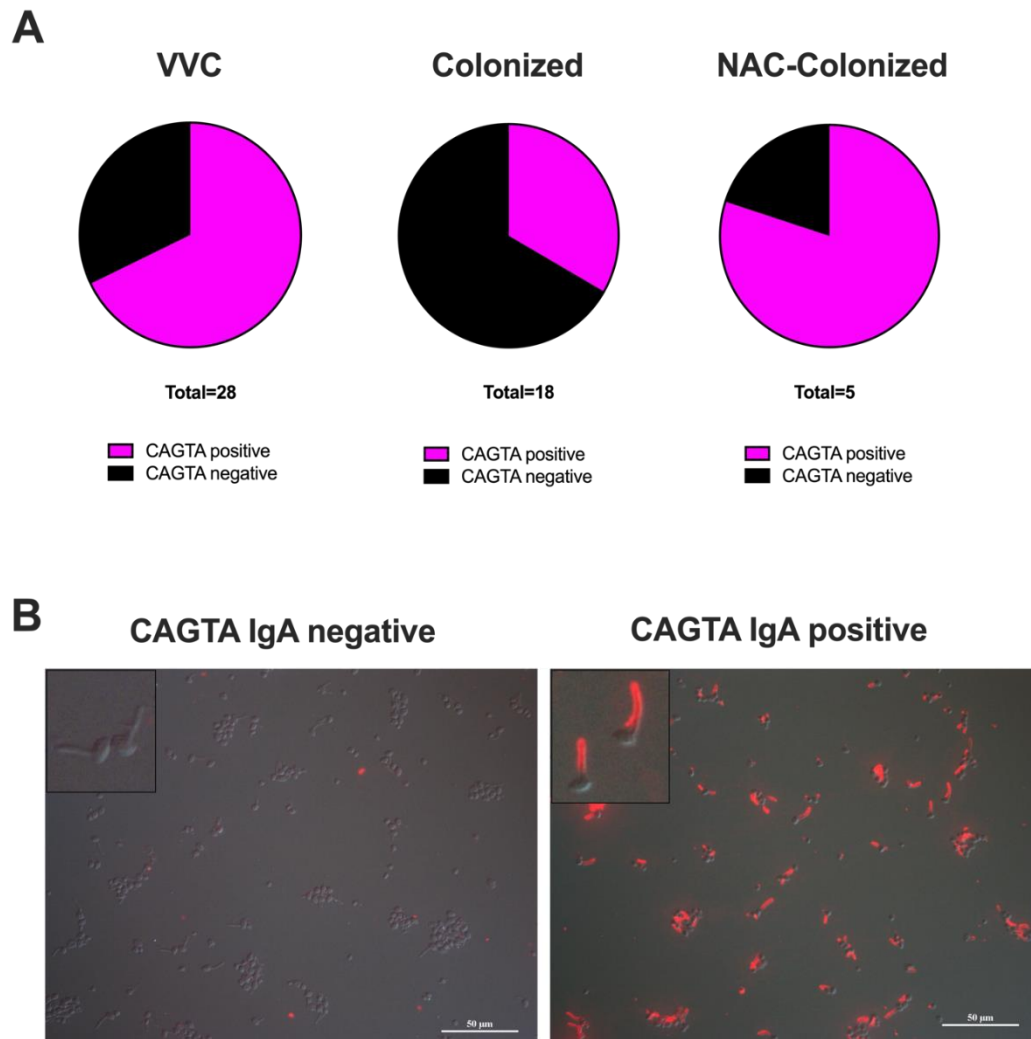 A
VVC
Colonized
NAC-Colonized
Total=28
Total=18
Total=5
CAGTA positive
CAGTA negative
CAGTA positive
CAGTA negative
CAGTA positive
CAGTA negative
B
CAGTA IgA negative
CAGTA IgA positive
50 µm
50 µm